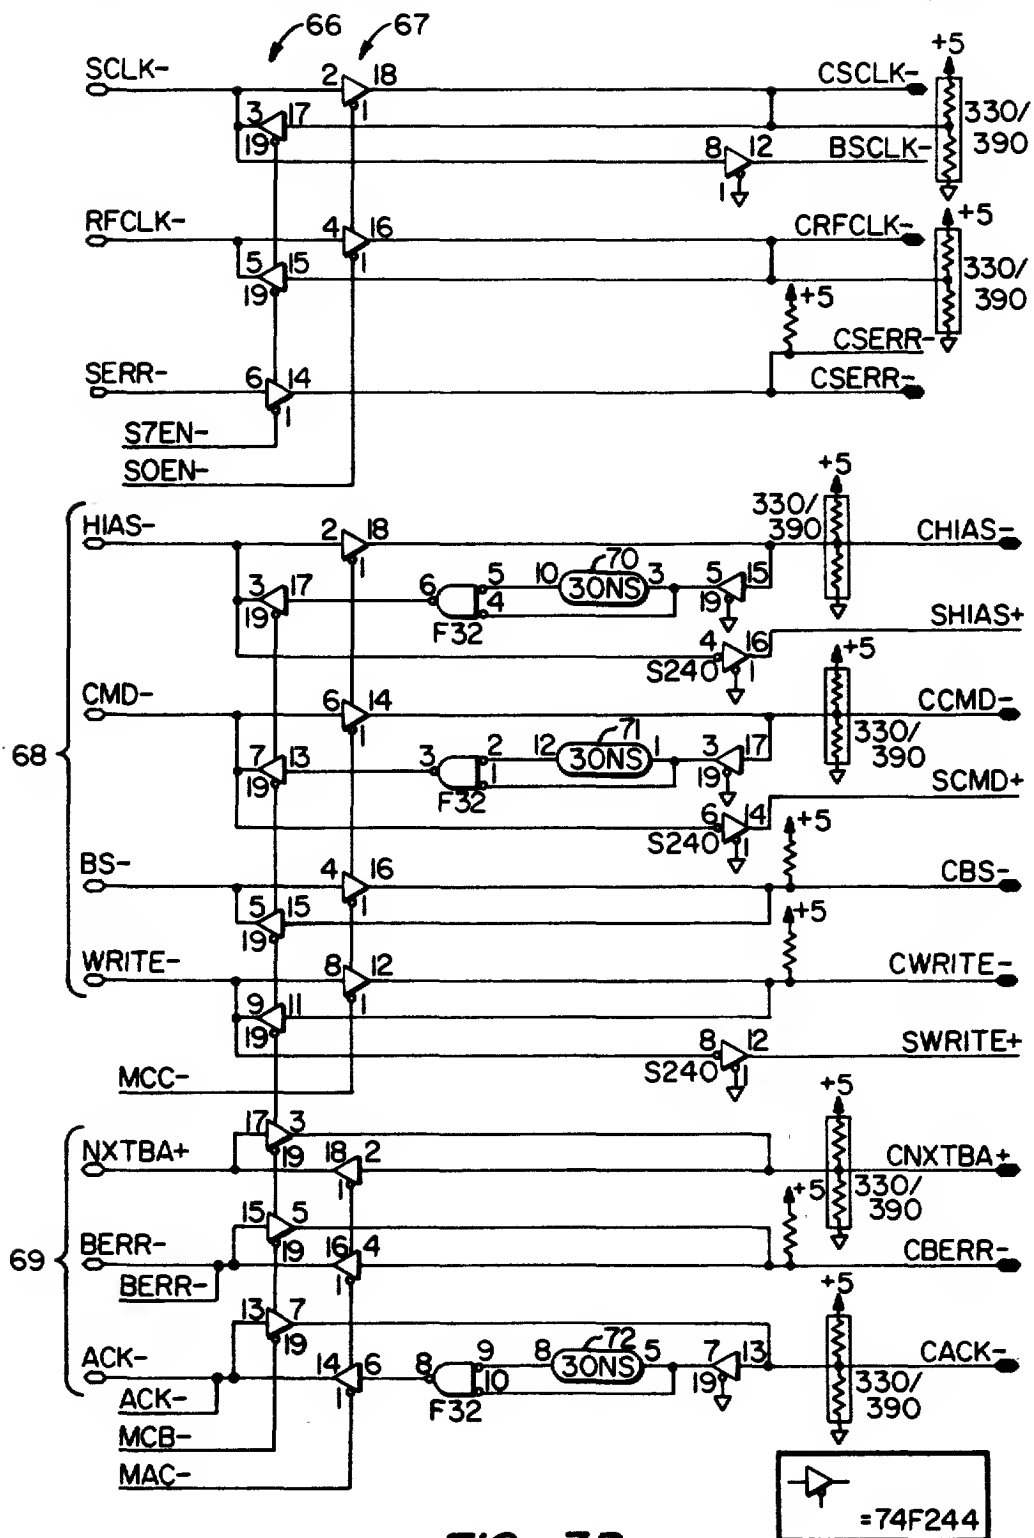 66 67
SCLK- 2 18 CSCLK- +5
1
3 17 330/
19 390
8 12 BSCLK-
1
RFCLK- 4 16 CRFCLK- +5
1
5 15 330/
19 390
+5
CSERR-
SERR- 6 14 CSERR-
1
S7EN-
SOEN-
+5
HIAS- 2 18 330/ CHIAS-
390
1
70
3 17 6 5 10 30NS 3 5 15
19 4 19
F32
SHIAS+
4 16
S240 1
+5
CMD- 6 14 CCMD-
1
71 330/
390
68
7 13 3 2 12 30NS 1 3 17
19 1 19
F32
SCMD+
6 14
S240 1
+5
BS- 4 16 CBS-
1
5 15 +5
19
WRITE- 8 12 CWRITE-
1
9 11
19
8 12 SWRITE+
S240 1
MCC-
+5
17 3
19
NXTBA+ 18 2 CNXTBA+
1
+5 330/
390
15 5
19
69
BERR- 16 4 CBERR-
1
BERR-
+5
13 7
19
72
ACK- 14 6 8 9 8 30NS 5 7 13 CACK-
1 10 19
F32 330/
390
ACK-
MCB-
MAC-
=74F244